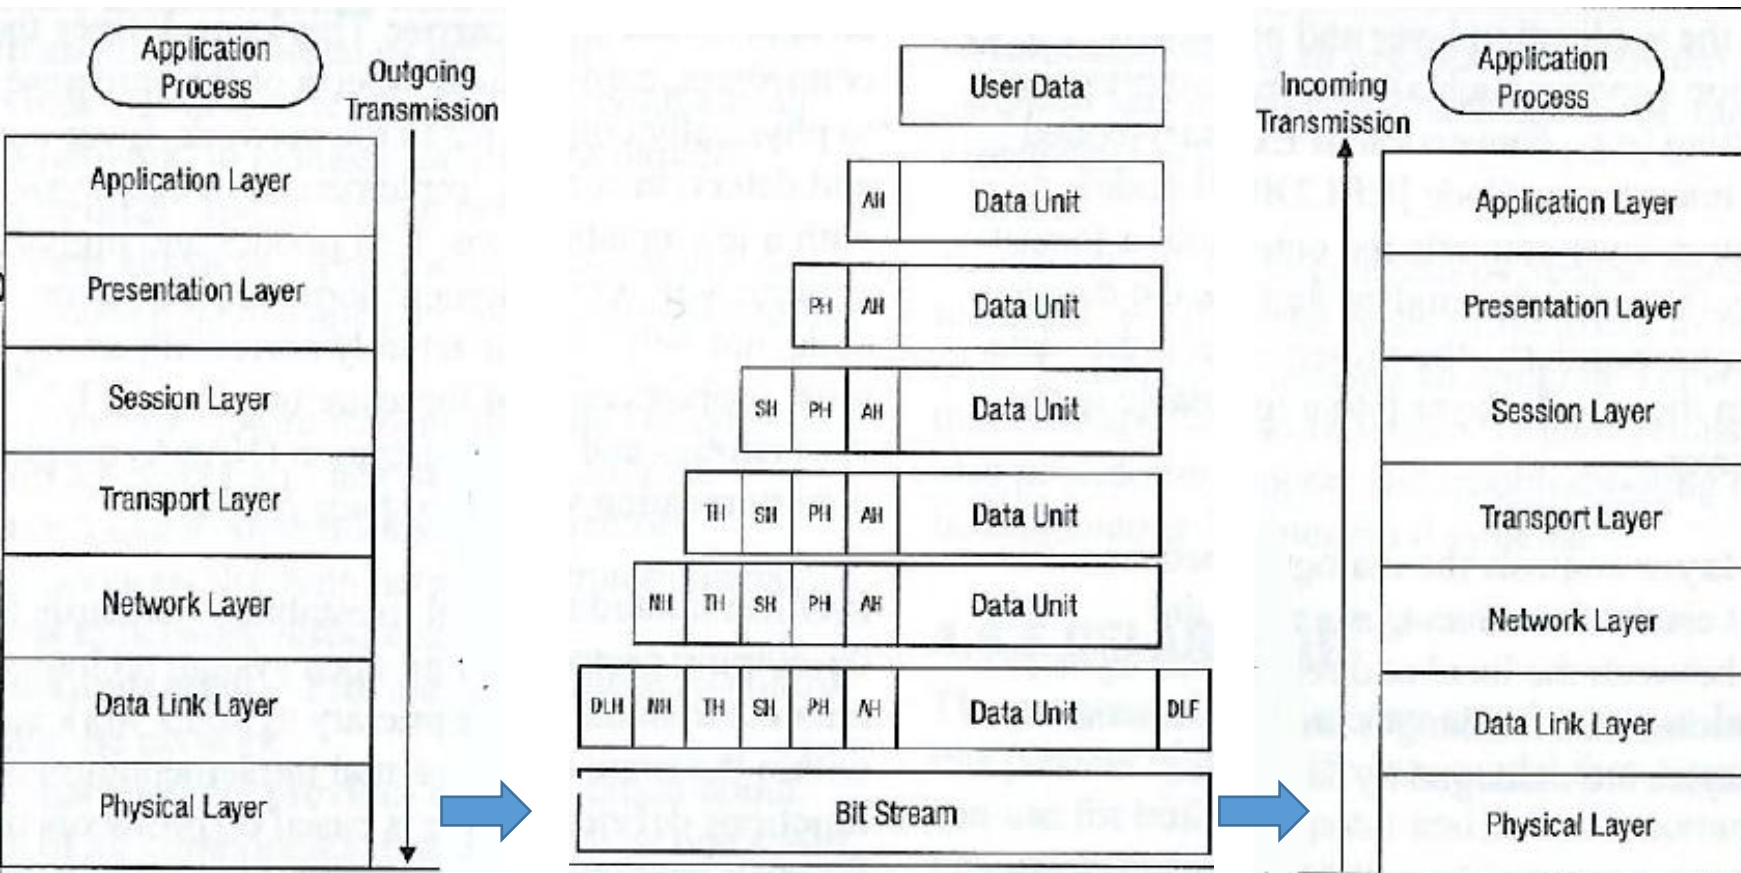 Application
Process
Outgoing
Transmission
Application Layer
Presentation Layer
Session Layer
Transport Layer
Network Layer
Data Link Layer
Physical Layer
User Data
AH Data Unit
PH AH Data Unit
SH PH AH Data Unit
TH SH PH AH Data Unit
NH TH SH PH AH Data Unit
DLH NH TH SH PH AH Data Unit DLF
Bit Stream
Incoming
Transmission
Application
Process
Application Layer
Presentation Layer
Session Layer
Transport Layer
Network Layer
Data Link Layer
Physical Layer